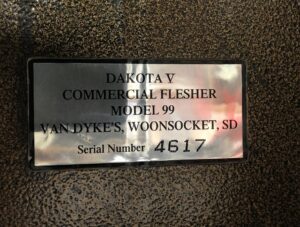 DAKOTA V
COMMERCIAL FLESHER
MODEL 99
VAN DYKE'S, WOONSOCKET, SD
Serial Number 4617